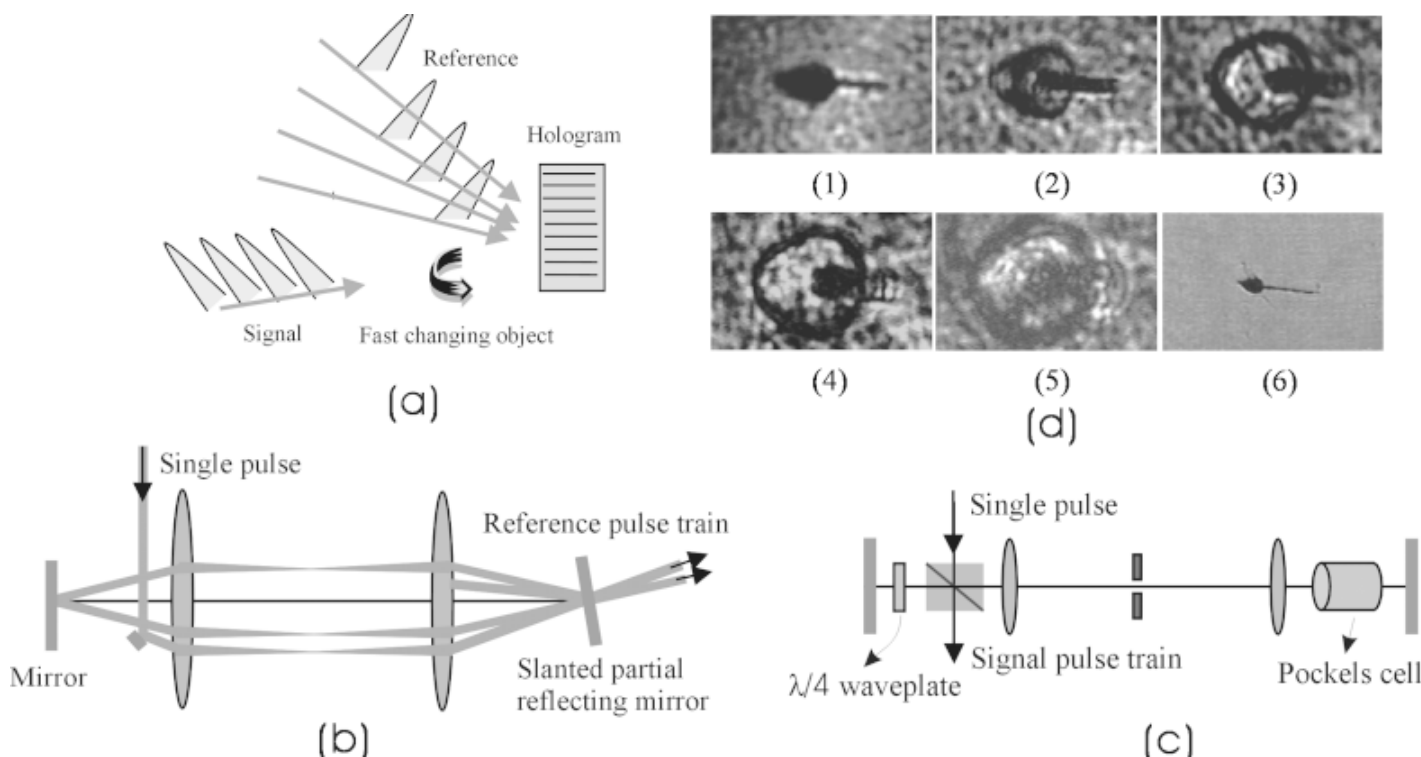 Reference
Hologram
Signal
Fast changing object
(a)
(1)
(2)
(3)
(4)
(5)
(6)
(d)
Single pulse
Reference pulse train
Mirror
Slanted partial
reflecting mirror
(b)
Single pulse
Signal pulse train
λ/4 waveplate
Pockels cell
(c)